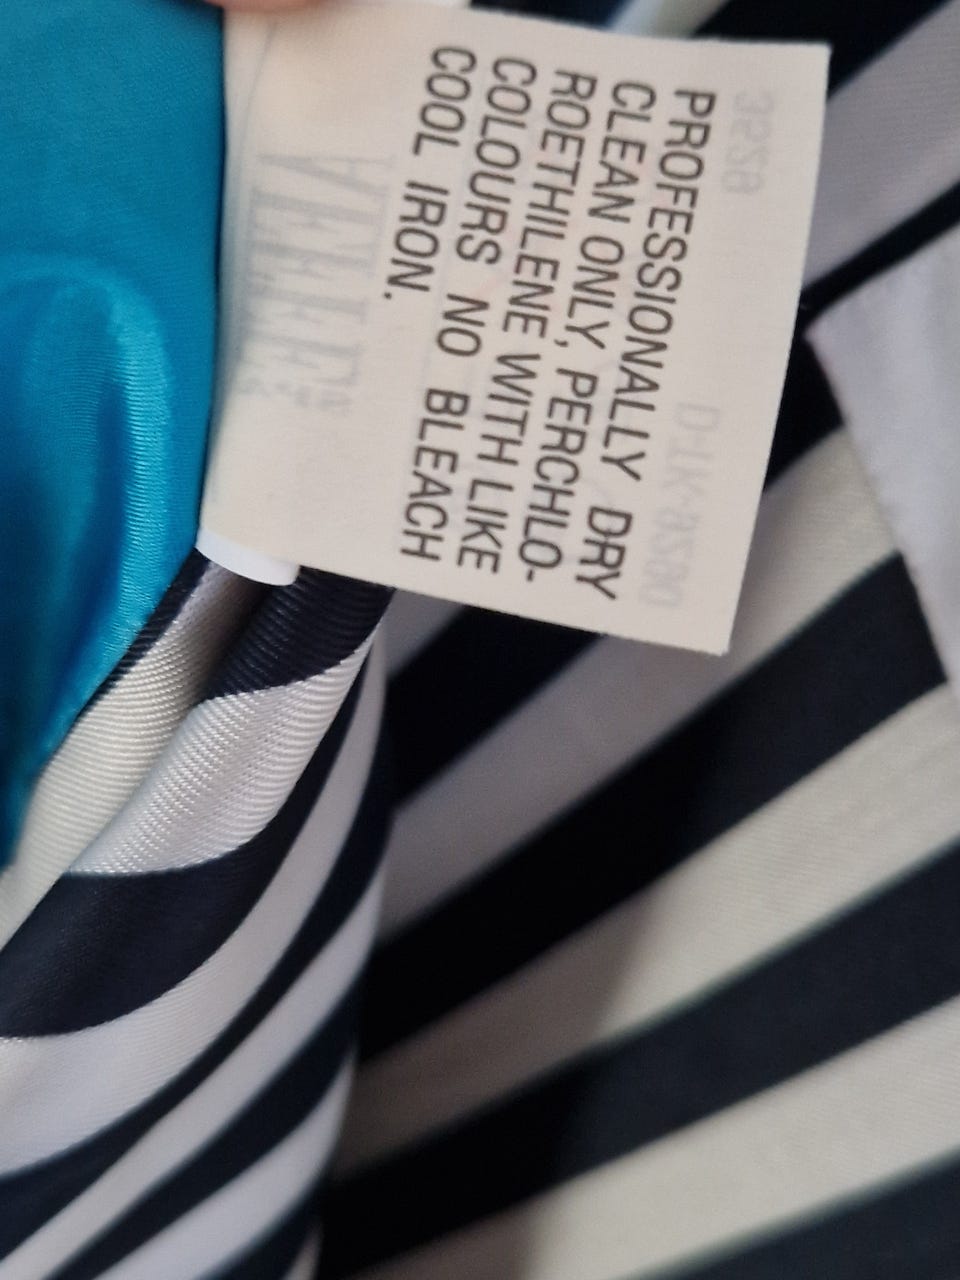 PROFESSIONALLY DRY
CLEAN ONLY, PERCHLO-
ROETHILENE WITH LIKE
COLOURS NO BLEACH
COOL IRON.